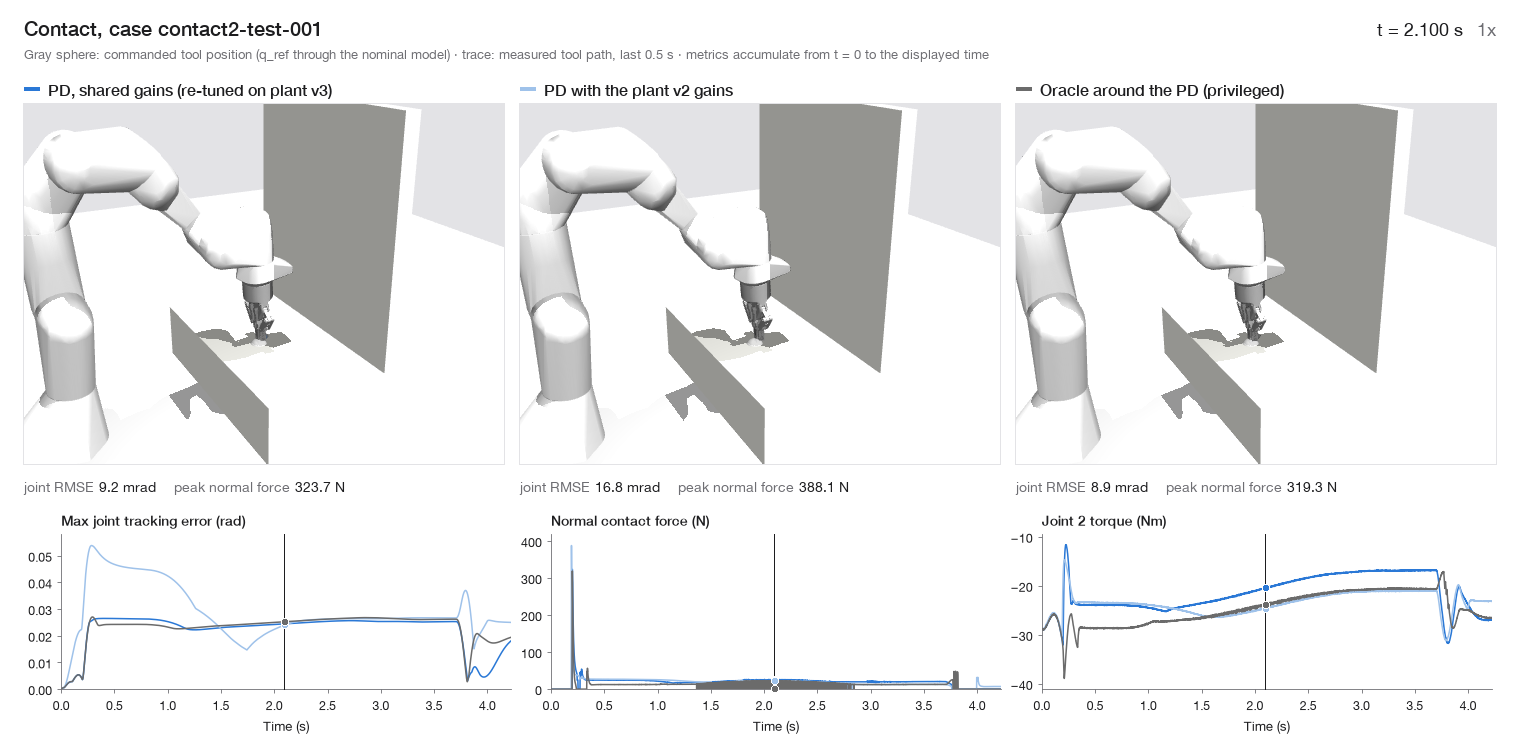 Contact, case contact2-test-001
t = 2.100 s 1x
Gray sphere: commanded tool position (q_ref through the nominal model) · trace: measured tool path, last 0.5 s · metrics accumulate from t = 0 to the displayed time
PD, shared gains (re-tuned on plant v3)
PD with the plant v2 gains
Oracle around the PD (privileged)
joint RMSE 9.2 mrad peak normal force 323.7 N
joint RMSE 16.8 mrad peak normal force 388.1 N
joint RMSE 8.9 mrad peak normal force 319.3 N
Max joint tracking error (rad)
0.05
0.04
0.03
0.02
0.01
0.00
0.0 0.5 1.0 1.5 2.0 2.5 3.0 3.5 4.0
Time (s)
Normal contact force (N)
400
300
200
100
0
0.0 0.5 1.0 1.5 2.0 2.5 3.0 3.5 4.0
Time (s)
Joint 2 torque (Nm)
−10
−20
−30
−40
0.0 0.5 1.0 1.5 2.0 2.5 3.0 3.5 4.0
Time (s)